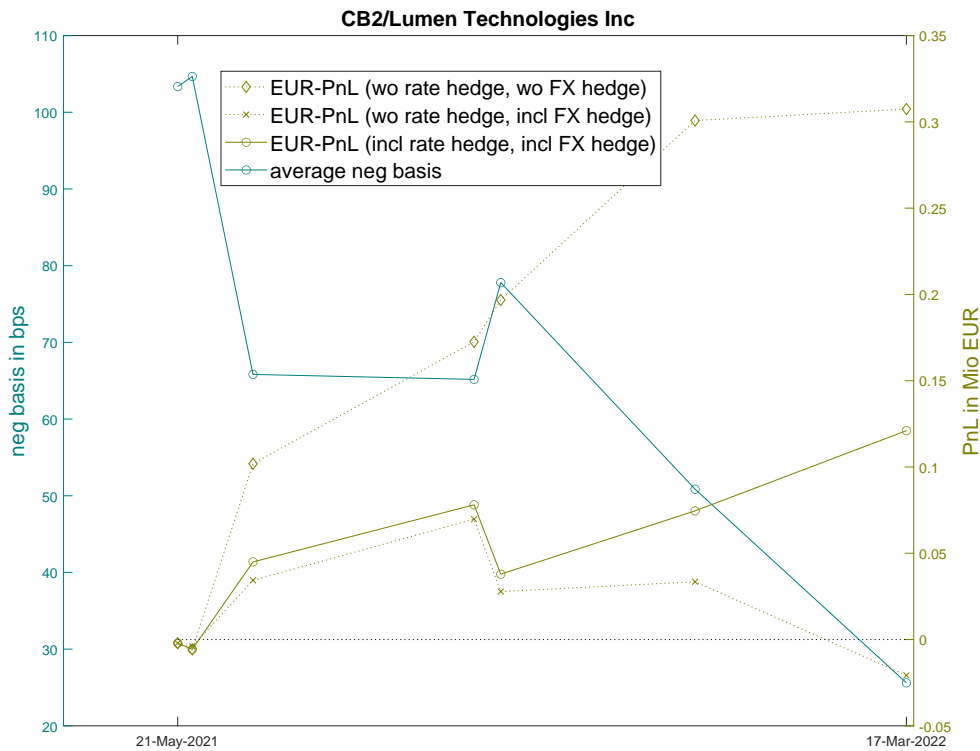 CB2/Lumen Technologies Inc
110
100
90
80
70
60
50
40
30
20
neg basis in bps
EUR-PnL (wo rate hedge, wo FX hedge)
EUR-PnL (wo rate hedge, incl FX hedge)
EUR-PnL (incl rate hedge, incl FX hedge)
average neg basis
0.35
0.3
0.25
0.2
0.15
0.1
0.05
0
-0.05
PnL in Mio EUR
21-May-2021
17-Mar-2022